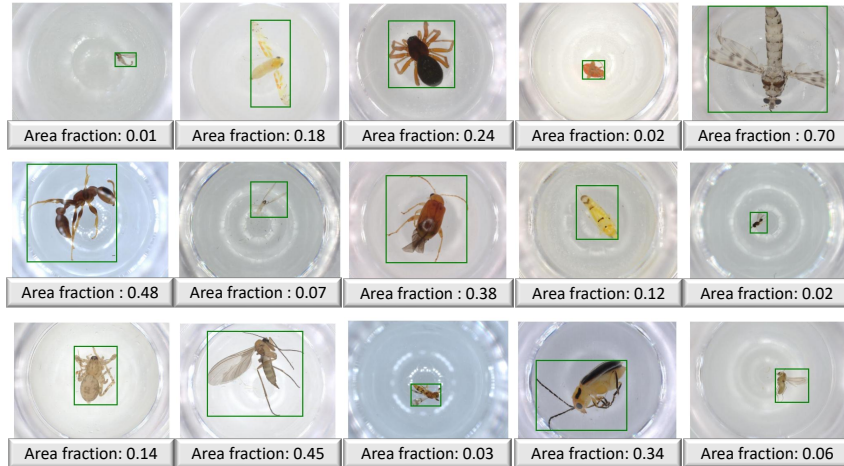 Area fraction: 0.01
Area fraction: 0.18
Area fraction: 0.24
Area fraction: 0.02
Area fraction : 0.70
Area fraction : 0.48
Area fraction : 0.07
Area fraction : 0.38
Area fraction: 0.12
Area fraction: 0.02
Area fraction: 0.14
Area fraction: 0.45
Area fraction: 0.03
Area fraction: 0.34
Area fraction: 0.06